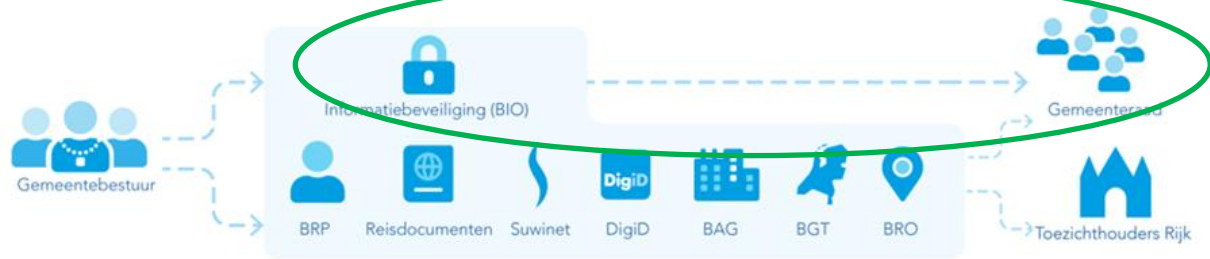 Informatiebeveiliging (BIO)
Gemeenteraad
Gemeentebestuur
DigiD
BRP
Reisdocumenten
Suwinet
DigiD
BAG
BGT
BRO
Toezichthouders Rijk